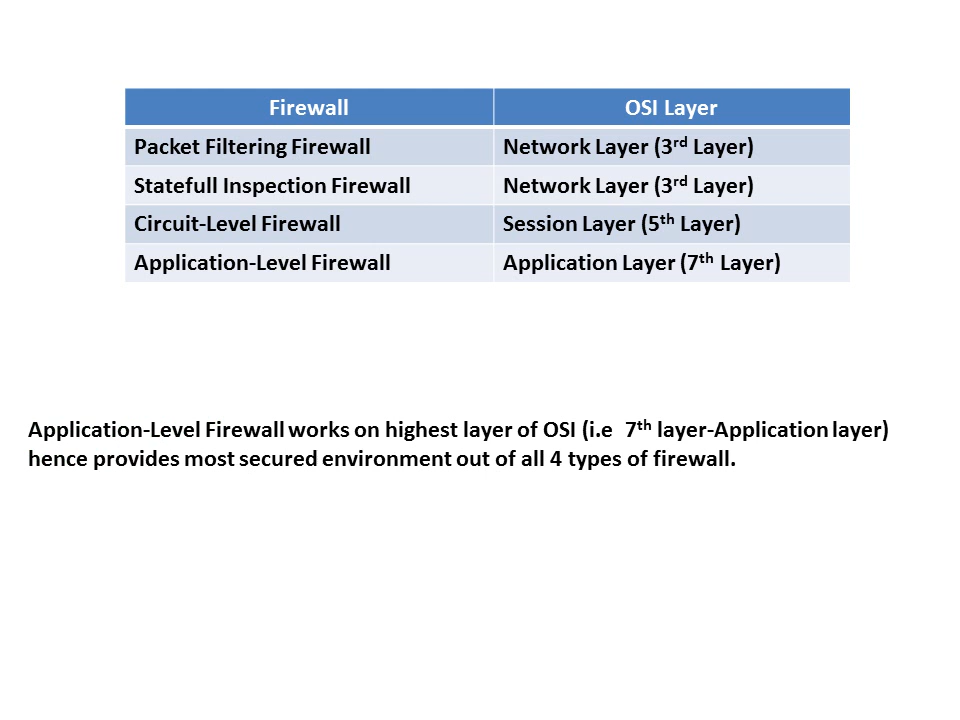 Firewall OSI Layer
Packet Filtering Firewall Network Layer (3rd Layer)
Statefull Inspection Firewall Network Layer (3rd Layer)
Circuit-Level Firewall Session Layer (5th Layer)
Application-Level Firewall Application Layer (7th Layer)
Application-Level Firewall works on highest layer of OSI (i.e 7th layer-Application layer)
hence provides most secured environment out of all 4 types of firewall.